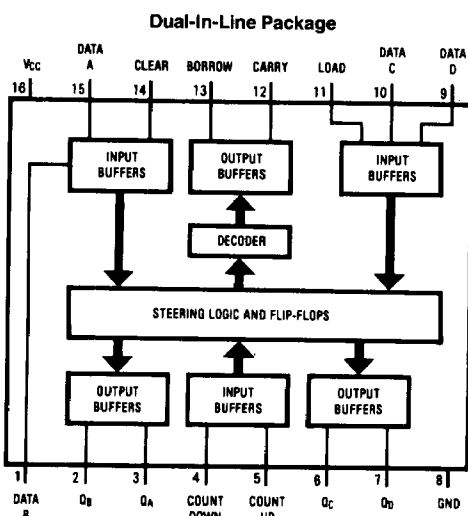 Dual-In-Line Package
DATA DATA DATA
VCC A CLEAR BORROW CARRY LOAD C D
16 15 14 13 12 11 10 9
INPUT BUFFERS
OUTPUT BUFFERS
INPUT BUFFERS
DECODER
STEERING LOGIC AND FLIP-FLOPS
OUTPUT BUFFERS
INPUT BUFFERS
OUTPUT BUFFERS
1 2 3 4 5 6 7 8
DATA QB QA COUNT COUNT QC QD GND
B DOWN UP